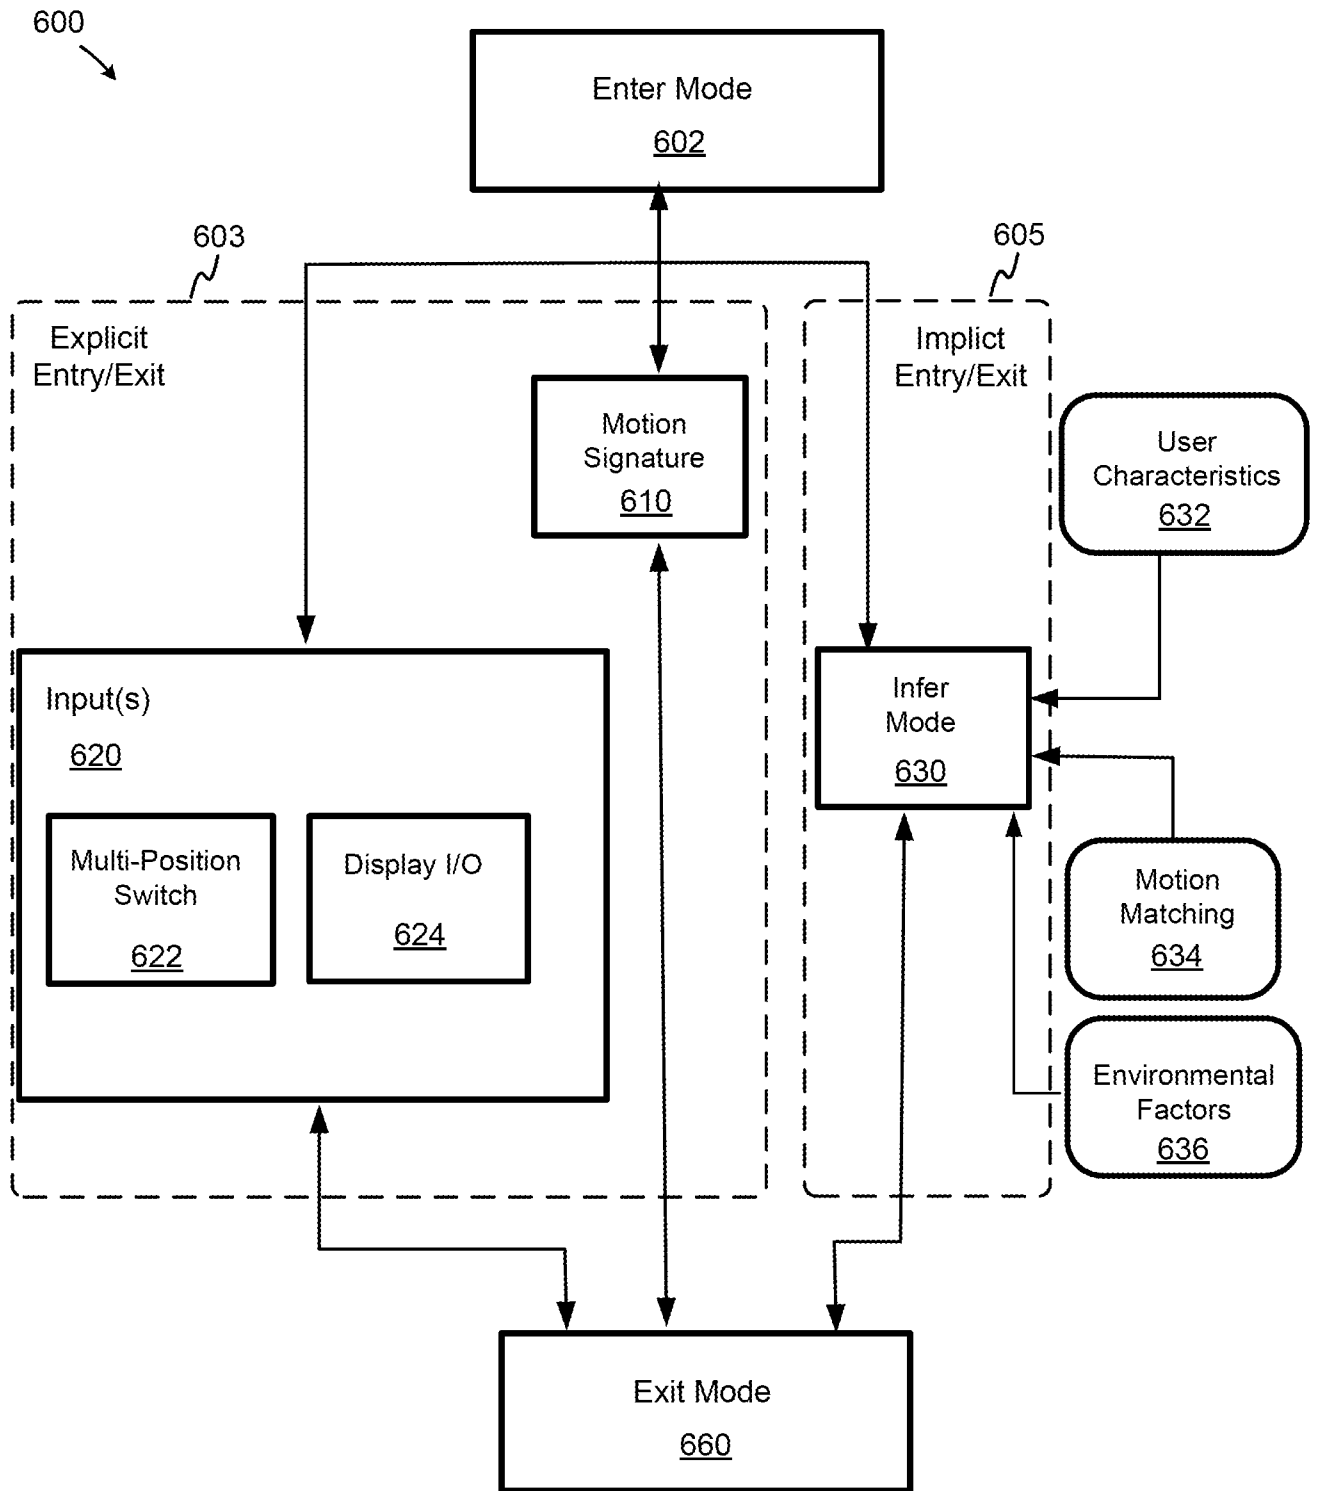 600
Enter Mode
602
603
605
Explicit
Entry/Exit
Implict
Entry/Exit
Motion
Signature
610
User
Characteristics
632
Input(s)
620
Infer
Mode
630
Multi-Position
Switch
622
Display I/O
624
Motion
Matching
634
Environmental
Factors
636
Exit Mode
660